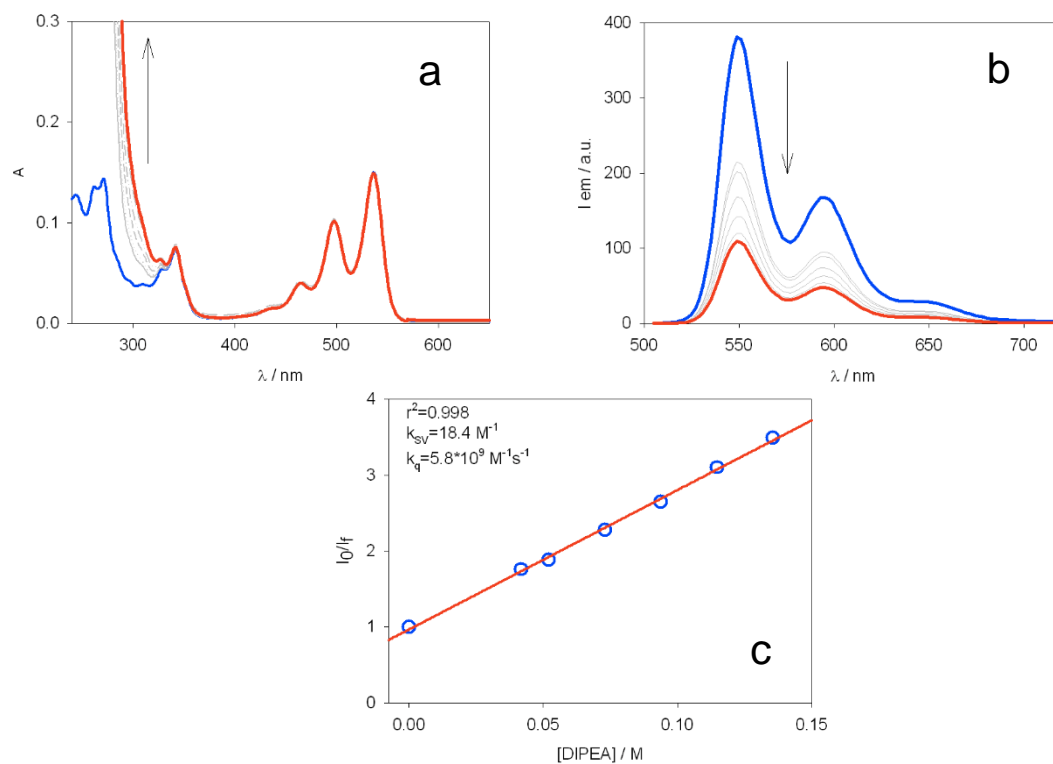 a
0.3
0.2
0.1
0.0
A
300 400 500 600
λ / nm
b
400
300
200
100
0
I em / a.u.
500 550 600 650 700
λ / nm
r²=0.998
k_SV=18.4 M⁻¹
k_q=5.8*10⁹ M⁻¹s⁻¹
4
3
2
1
0
I₀/I_f
c
0.00 0.05 0.10 0.15
[DIPEA] / M